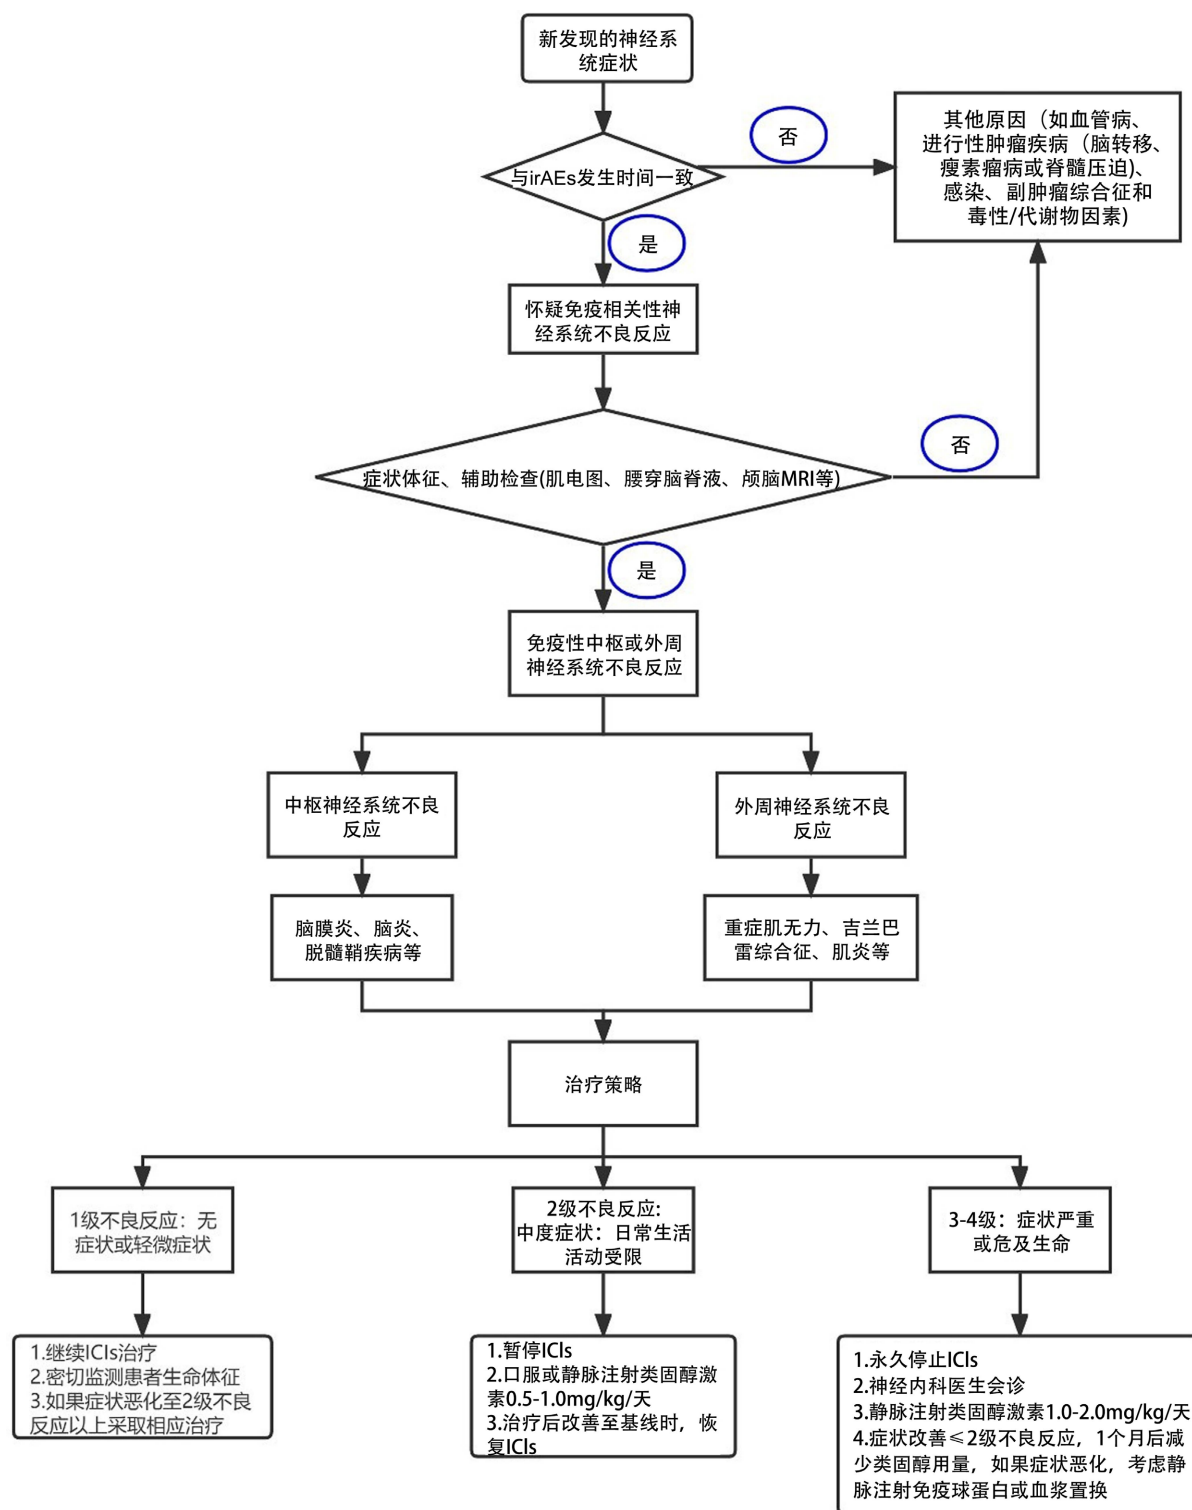 新发现的神经系
统症状
否
其他原因（如血管病、
进行性肿瘤疾病（脑转移、
瘦素瘤病或脊髓压迫)、
感染、副肿瘤综合征和
毒性/代谢物因素)
与irAEs发生时间一致
是
怀疑免疫相关性神
经系统不良反应
否
症状体征、辅助检查(肌电图、腰穿脑脊液、颅脑MRI等)
是
免疫性中枢或外周
神经系统不良反应
中枢神经系统不良
反应
外周神经系统不良
反应
脑膜炎、脑炎、
脱髓鞘疾病等
重症肌无力、吉兰巴
雷综合征、肌炎等
治疗策略
1级不良反应：无
症状或轻微症状
2级不良反应:
中度症状：日常生活
活动受限
3-4级：症状严重
或危及生命
1.继续ICIs治疗
2.密切监测患者生命体征
3.如果症状恶化至2级不良
反应以上采取相应治疗
1.暂停ICIs
2.口服或静脉注射类固醇激
素0.5-1.0mg/kg/天
3.治疗后改善至基线时，恢
复ICIs
1.永久停止ICIs
2.神经内科医生会诊
3.静脉注射类固醇激素1.0-2.0mg/kg/天
4.症状改善≤2级不良反应，1个月后减
少类固醇用量，如果症状恶化，考虑静
脉注射免疫球蛋白或血浆置换